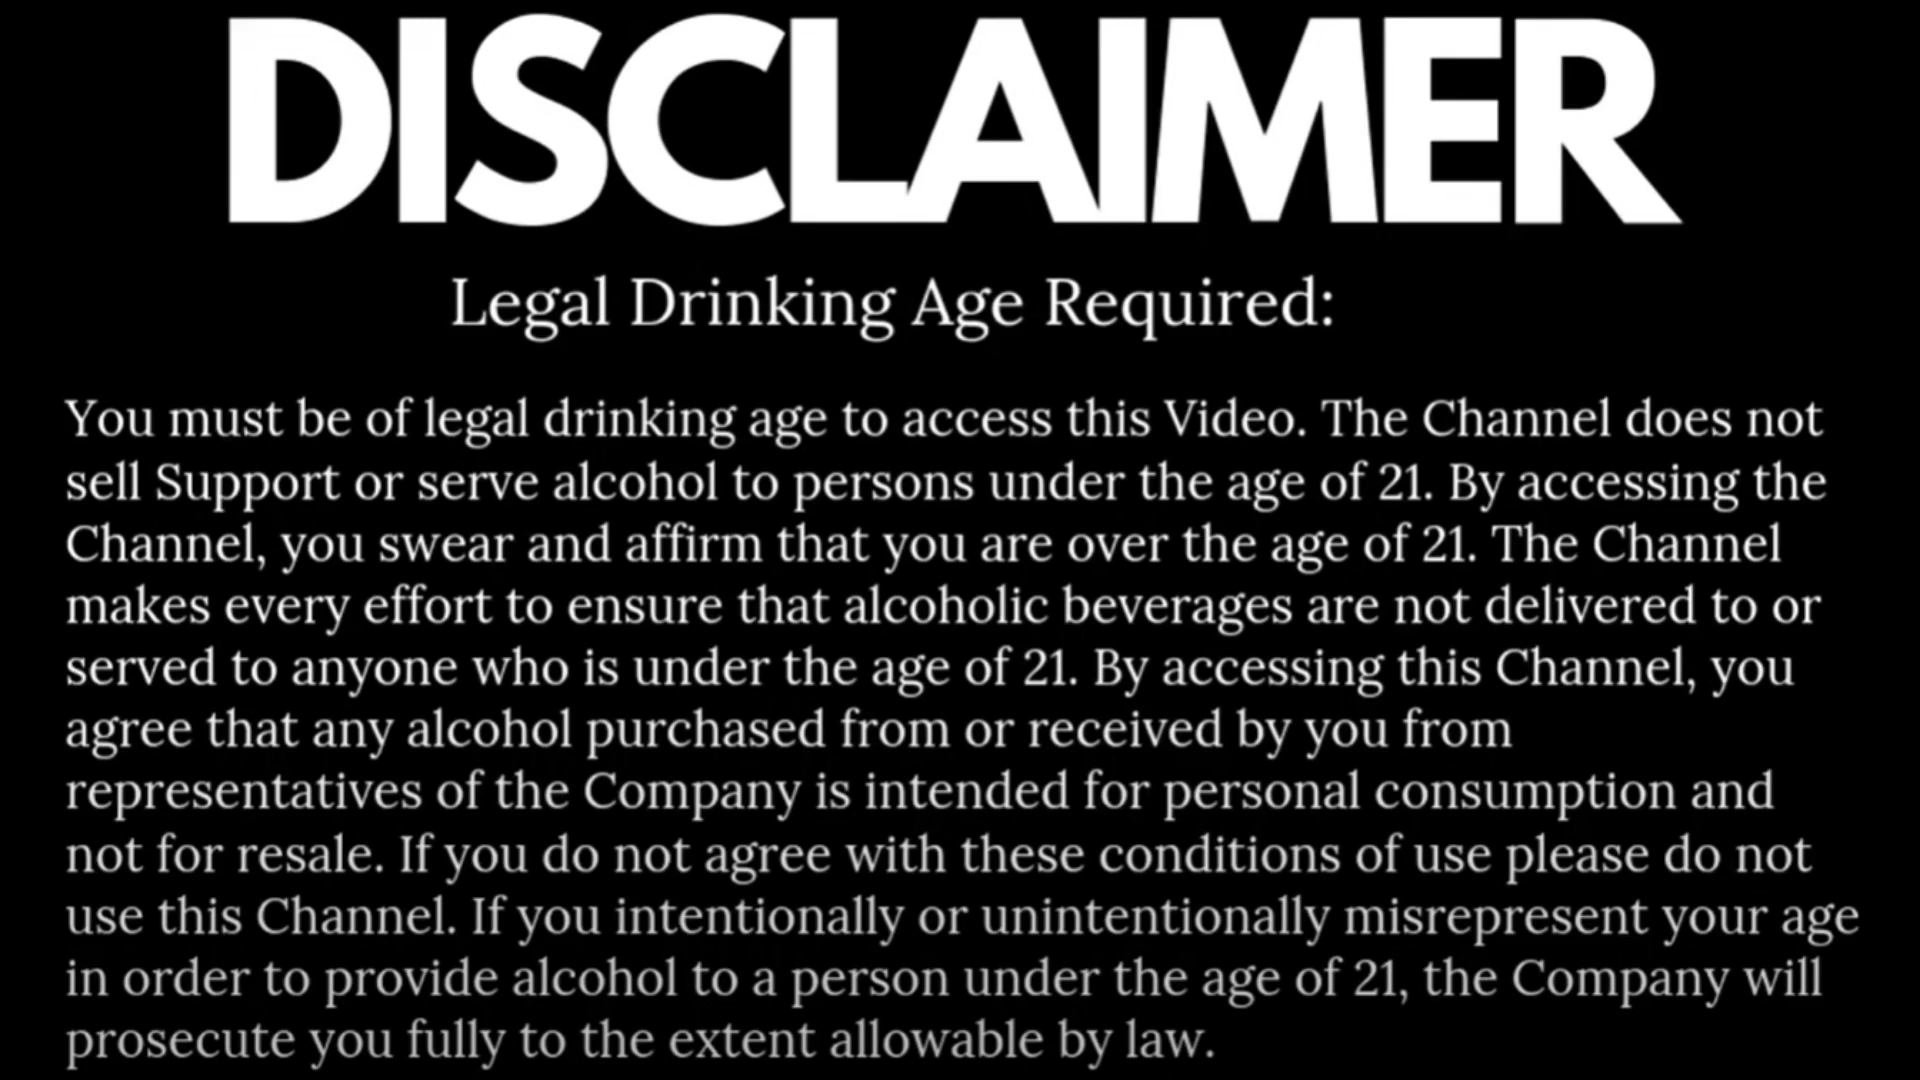 DISCLAIMER
Legal Drinking Age Required:
You must be of legal drinking age to access this Video. The Channel does not
sell Support or serve alcohol to persons under the age of 21. By accessing the
Channel, you swear and affirm that you are over the age of 21. The Channel
makes every effort to ensure that alcoholic beverages are not delivered to or
served to anyone who is under the age of 21. By accessing this Channel, you
agree that any alcohol purchased from or received by you from
representatives of the Company is intended for personal consumption and
not for resale. If you do not agree with these conditions of use please do not
use this Channel. If you intentionally or unintentionally misrepresent your age
in order to provide alcohol to a person under the age of 21, the Company will
prosecute you fully to the extent allowable by law.